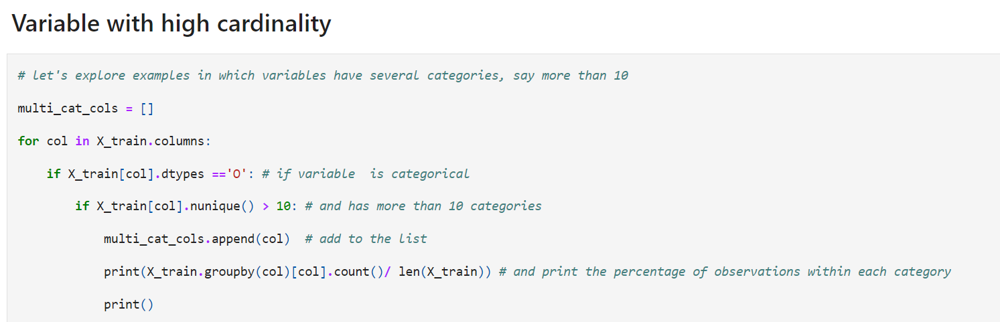 Variable with high cardinality
# let's explore examples in which variables have several categories, say more than 10
multi_cat_cols = []
for col in X_train.columns:
    if X_train[col].dtypes =='O': # if variable  is categorical
        if X_train[col].nunique() > 10: # and has more than 10 categories
            multi_cat_cols.append(col)  # add to the list
            print(X_train.groupby(col)[col].count()/ len(X_train)) # and print the percentage of observations within each category
            print()